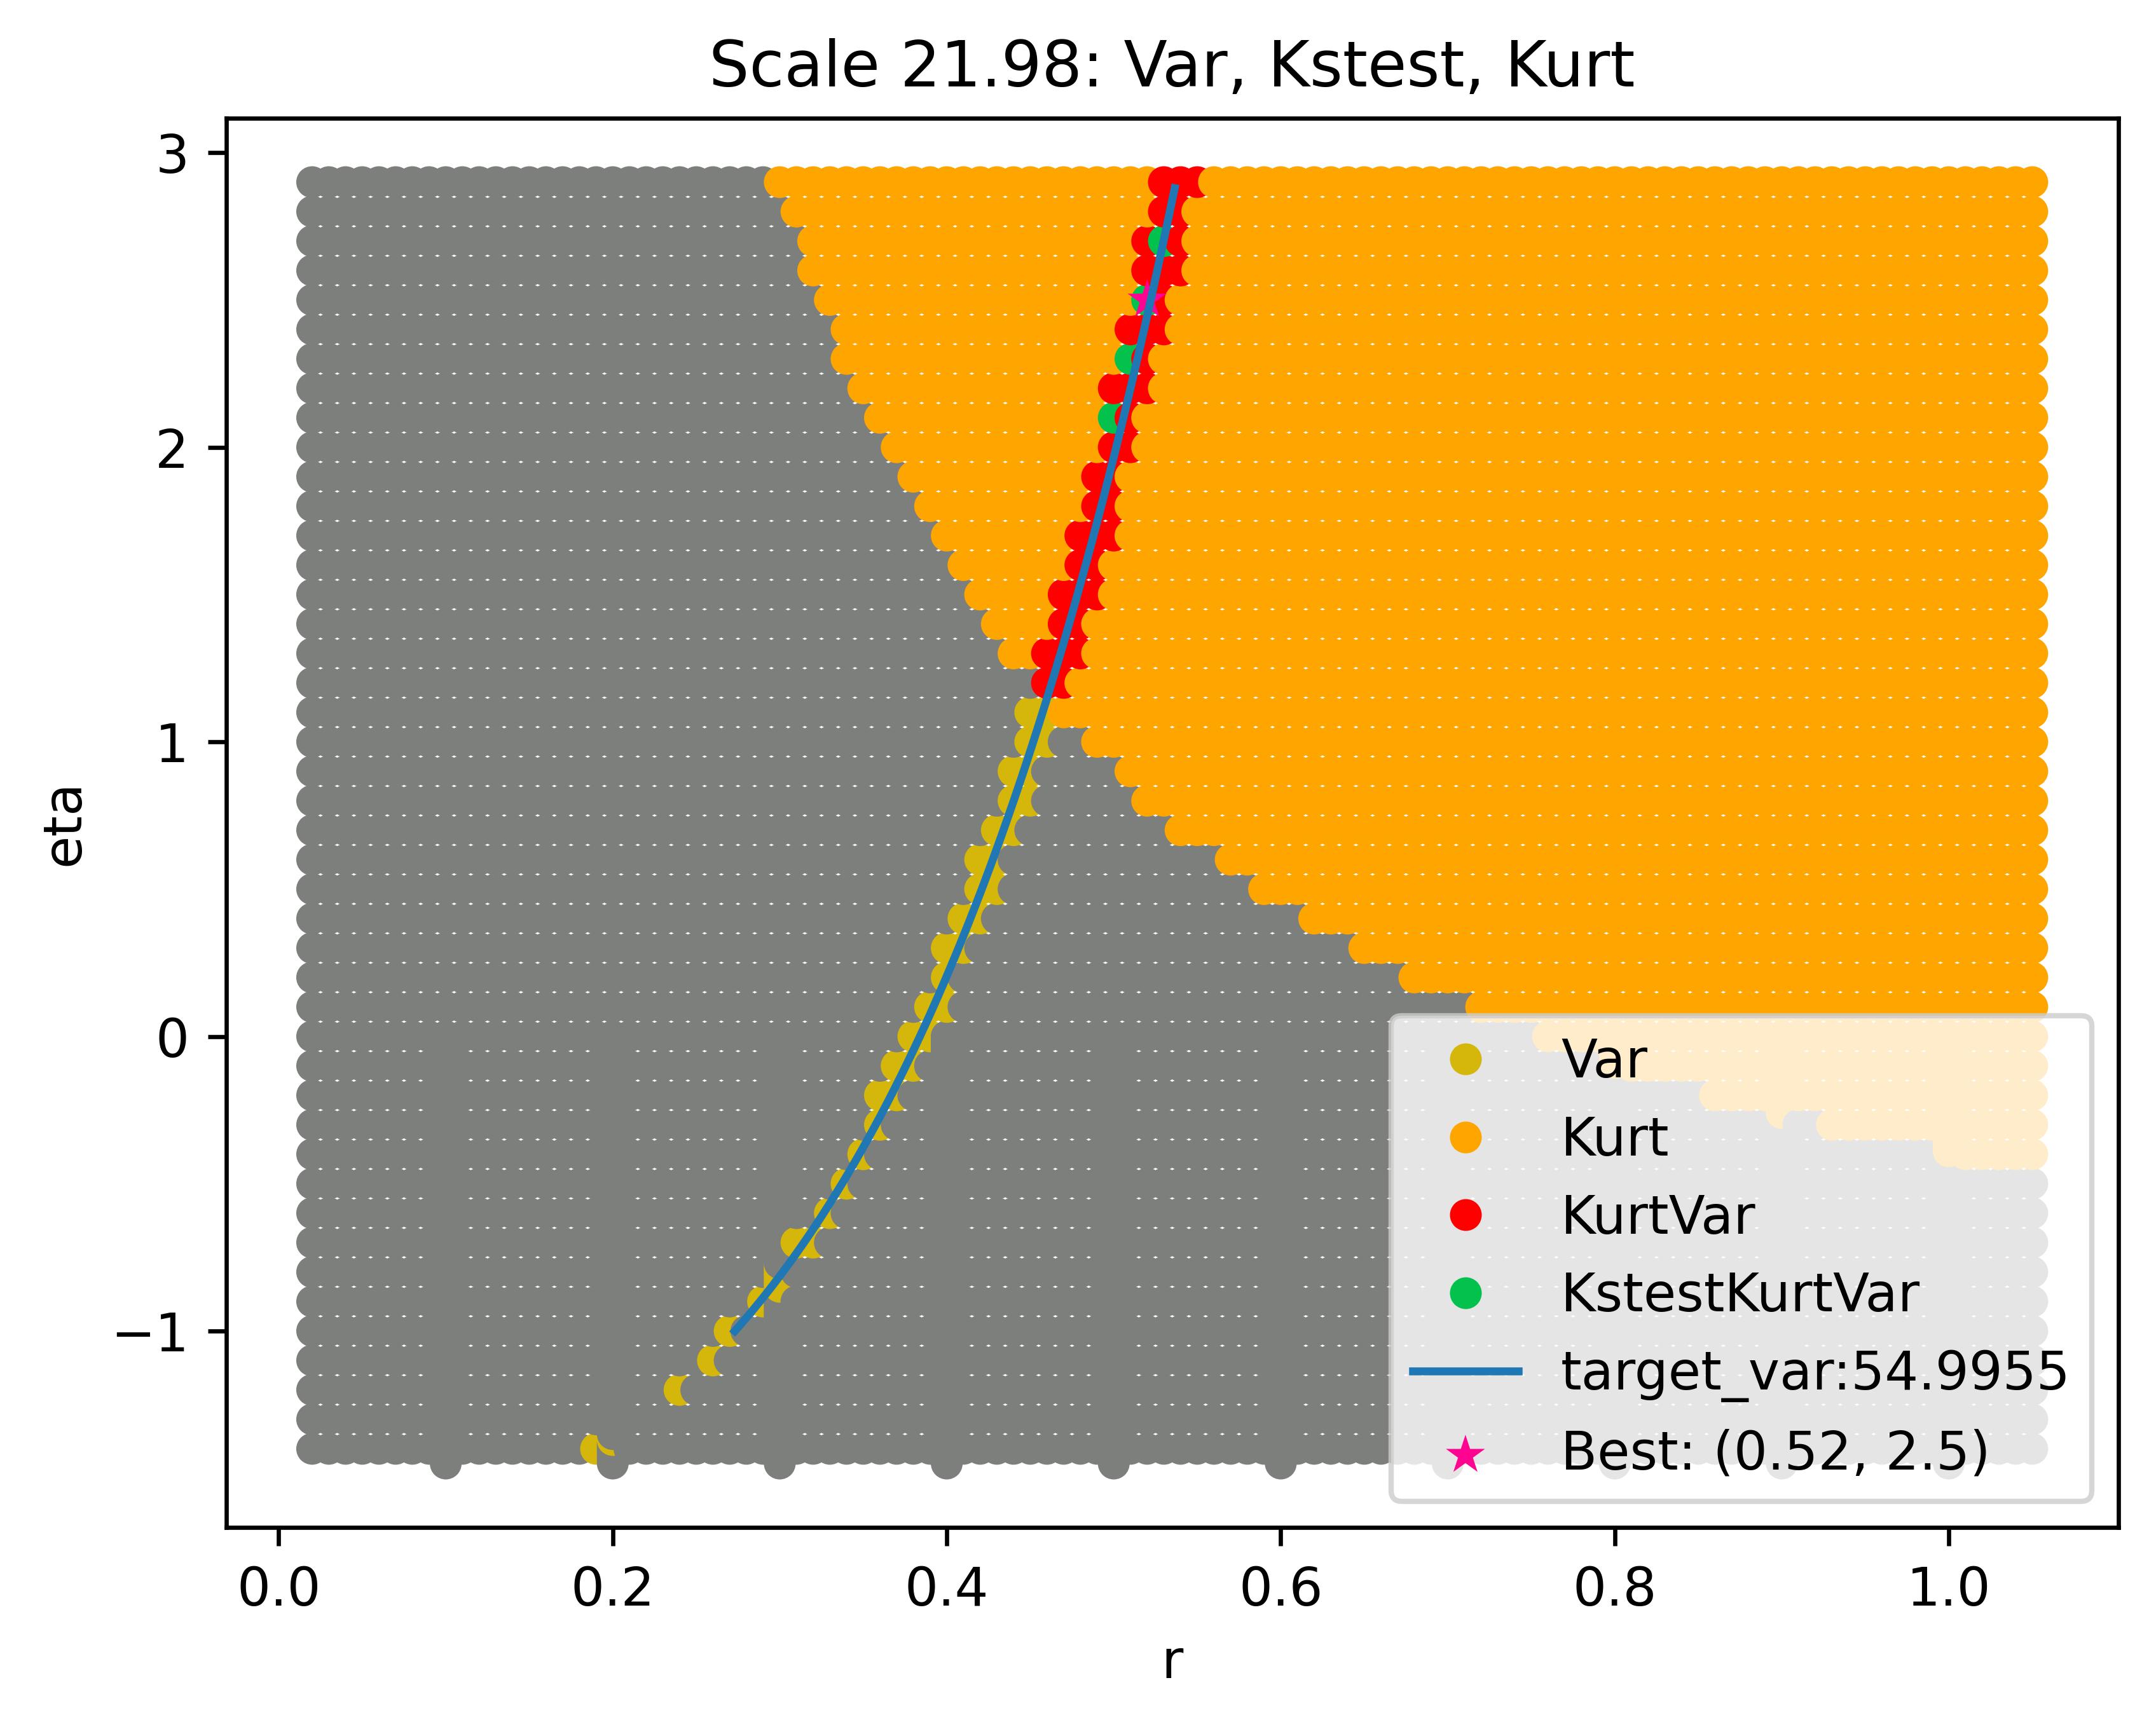 Scale 21.98: Var, Kstest, Kurt
3
2
1
0
−1
eta
0.0 0.2 0.4 0.6 0.8 1.0
r
Var
Kurt
KurtVar
KstestKurtVar
target_var:54.9955
Best: (0.52, 2.5)